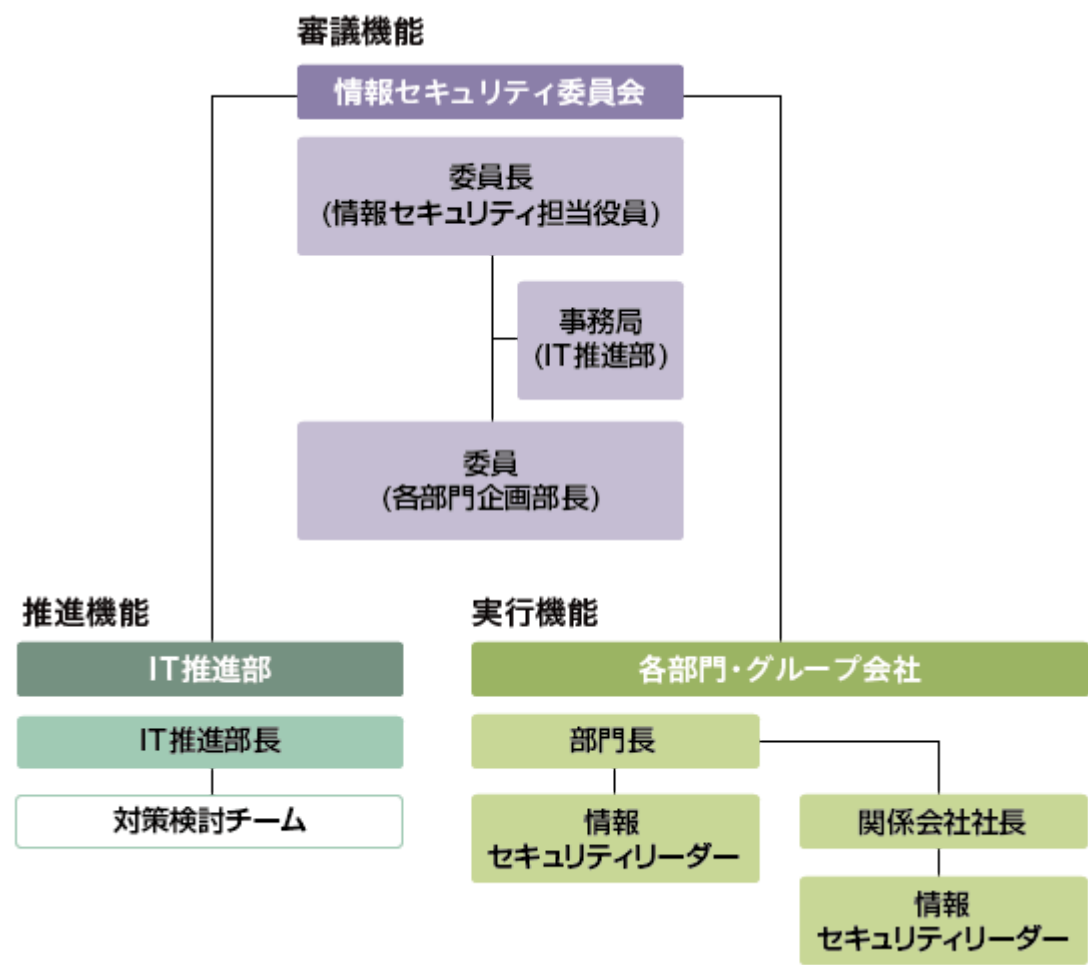 審議機能
情報セキュリティ委員会
委員長
(情報セキュリティ担当役員)
事務局
(IT推進部)
委員
(各部門企画部長)
推進機能
IT推進部
IT推進部長
対策検討チーム
実行機能
各部門・グループ会社
部門長
情報
セキュリティリーダー
関係会社社長
情報
セキュリティリーダー